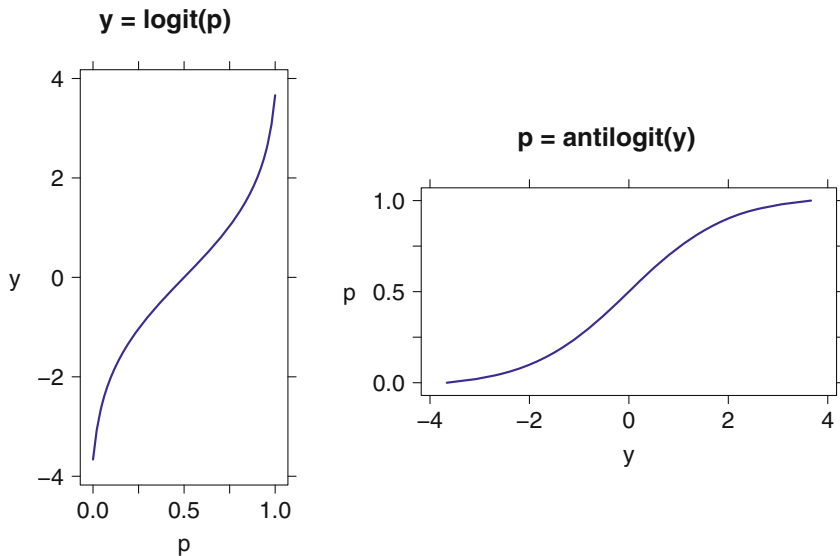 y = logit(p)
4
2
0
−2
−4
y
0.0 0.5 1.0
p
p = antilogit(y)
1.0
0.5
0.0
p
−4 −2 0 2 4
y